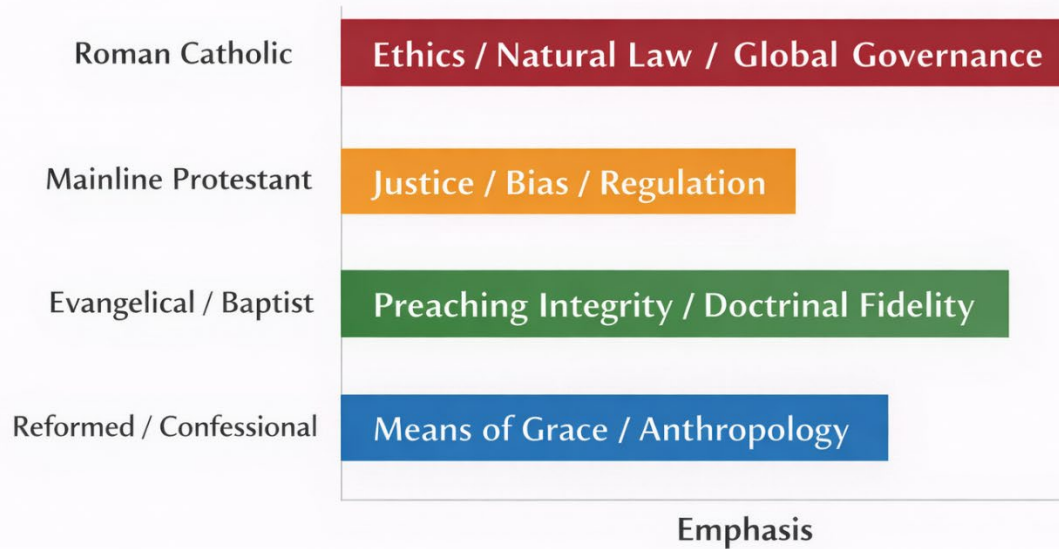 Roman Catholic
Ethics / Natural Law / Global Governance
Mainline Protestant
Justice / Bias / Regulation
Evangelical / Baptist
Preaching Integrity / Doctrinal Fidelity
Reformed / Confessional
Means of Grace / Anthropology
Emphasis